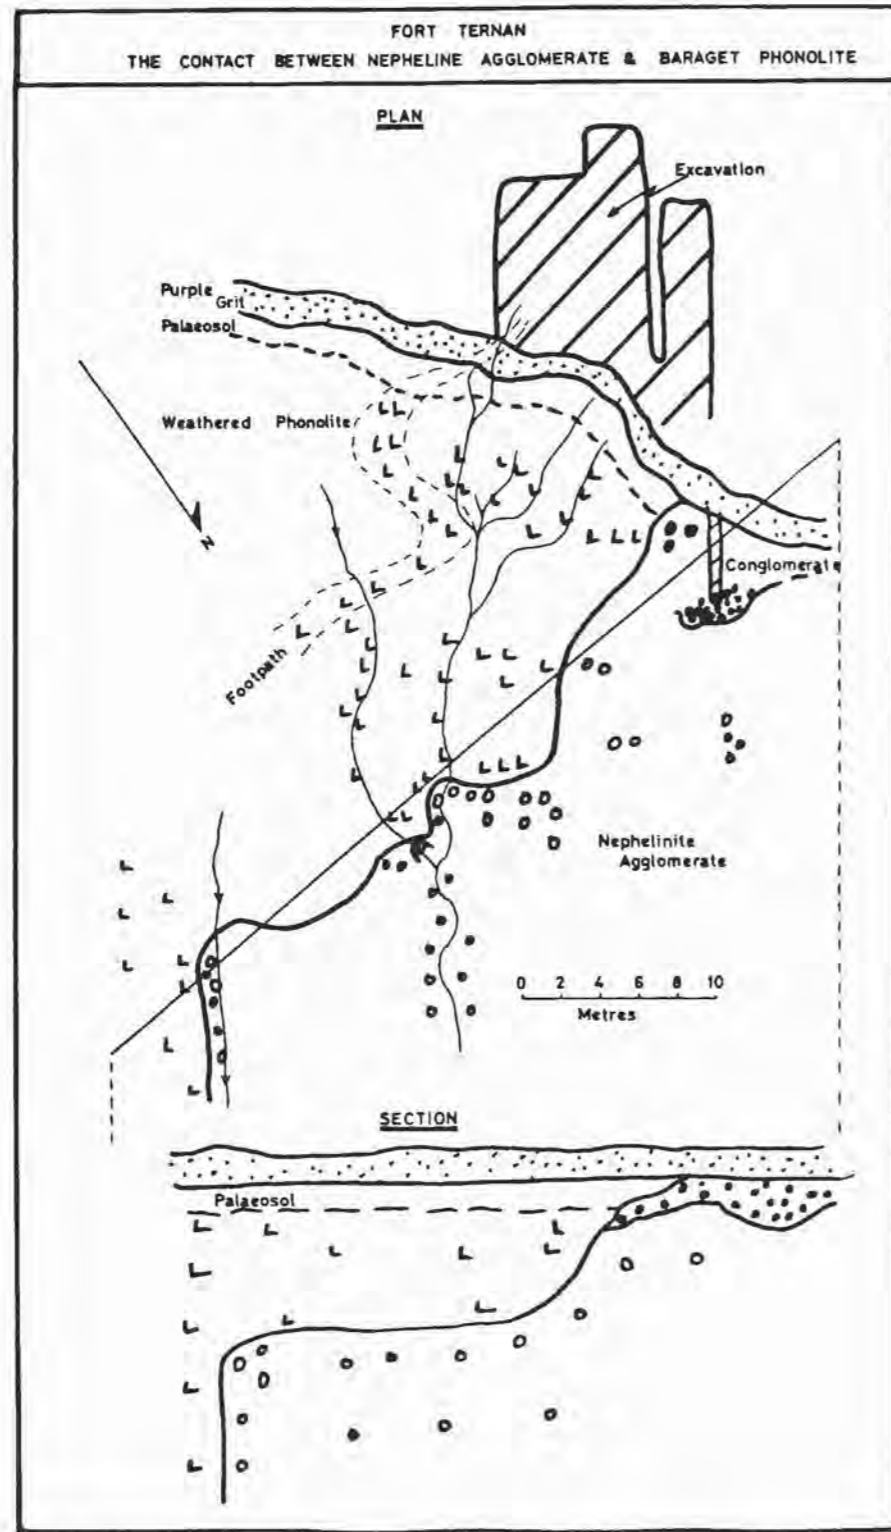 FORT TERNAN
THE CONTACT BETWEEN NEPHELINE AGGLOMERATE & BARAGET PHONOLITE
PLAN
Excavation
Purple Grit
Palaeosol
Weathered Phonolite
N
Conglomerate
Footpath
Nephelinite
Agglomerate
0 2 4 6 8 10
Metres
SECTION
Palaeosol